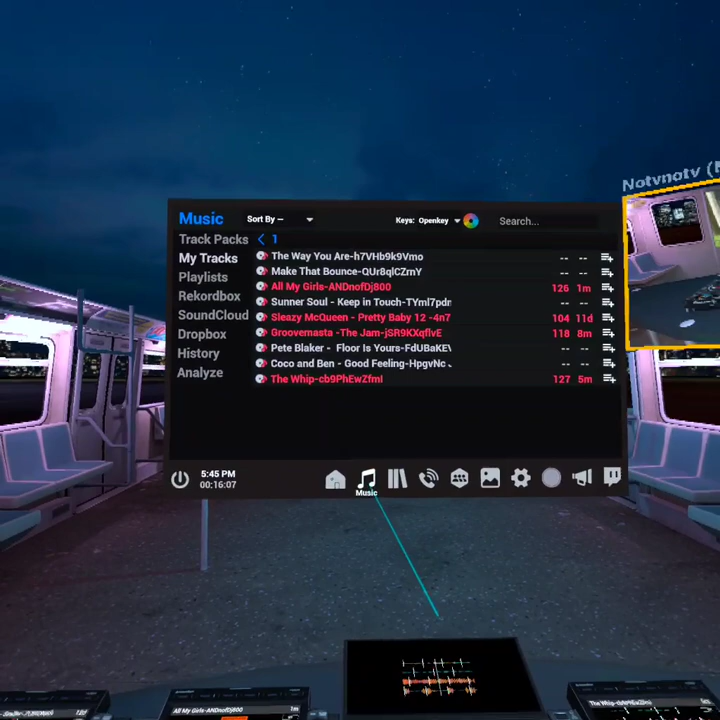 Notvnotv
Music
Sort By –
Keys: Openkey
Search...
Track Packs
1
My Tracks
Playlists
Rekordbox
SoundCloud
Dropbox
History
Analyze
The Way You Are-h7VHb9k9Vmo -- --
Make That Bounce-QUr8qlCZrnY -- --
All My Girls-ANDnofDj800 126 1m
Sunner Soul - Keep in Touch-TYml7pdn -- --
Sleazy McQueen - Pretty Baby 12 -4n7 104 11d
Groovemasta -The Jam-jSR9KXqflvE 118 8m
Pete Blaker - Floor Is Yours-FdUBaKEV -- --
Coco and Ben - Good Feeling-HpgvNc -- --
The Whip-cb9PhEwZfmI 127 5m
5:45 PM
00:16:07
Music
All My Girls-ANDnofDj800 1m